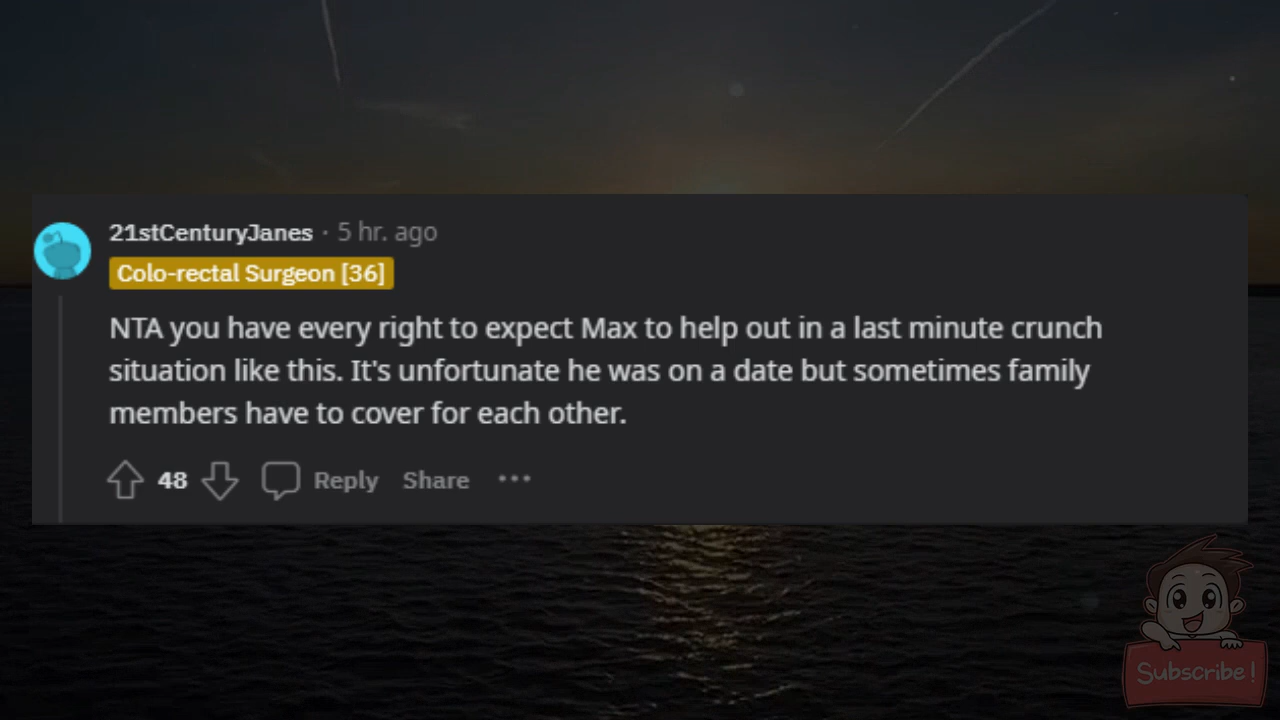 21stCenturyJanes · 5 hr. ago
Colo-rectal Surgeon [36]
NTA you have every right to expect Max to help out in a last minute crunch
situation like this. It's unfortunate he was on a date but sometimes family
members have to cover for each other.
48 Reply Share ···
Subscribe!